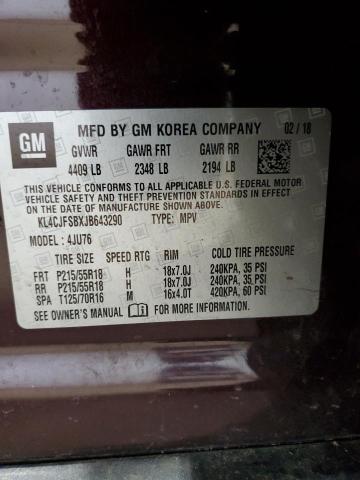 GM
MFD BY GM KOREA COMPANY 02/18
GVWR GAWR FRT GAWR RR
4409 LB 2348 LB 2194 LB
THIS VEHICLE CONFORMS TO ALL APPLICABLE U.S. FEDERAL MOTOR
VEHICLE SAFETY AND THEFT PREVENTION STANDARDS IN EFFECT
ON THE DATE OF MANUFACTURE SHOWN ABOVE.
KL4CJFSBXJB643290 TYPE: MPV
MODEL: 4JU76
TIRE SIZE SPEED RTG RIM COLD TIRE PRESSURE
FRT P215/55R18 H 18x7.0J 240KPA, 35 PSI
RR P215/55R18 H 18x7.0J 240KPA, 35 PSI
SPA T125/70R16 M 16x4.0T 420KPA, 60 PSI
SEE OWNER'S MANUAL FOR MORE INFORMATION.